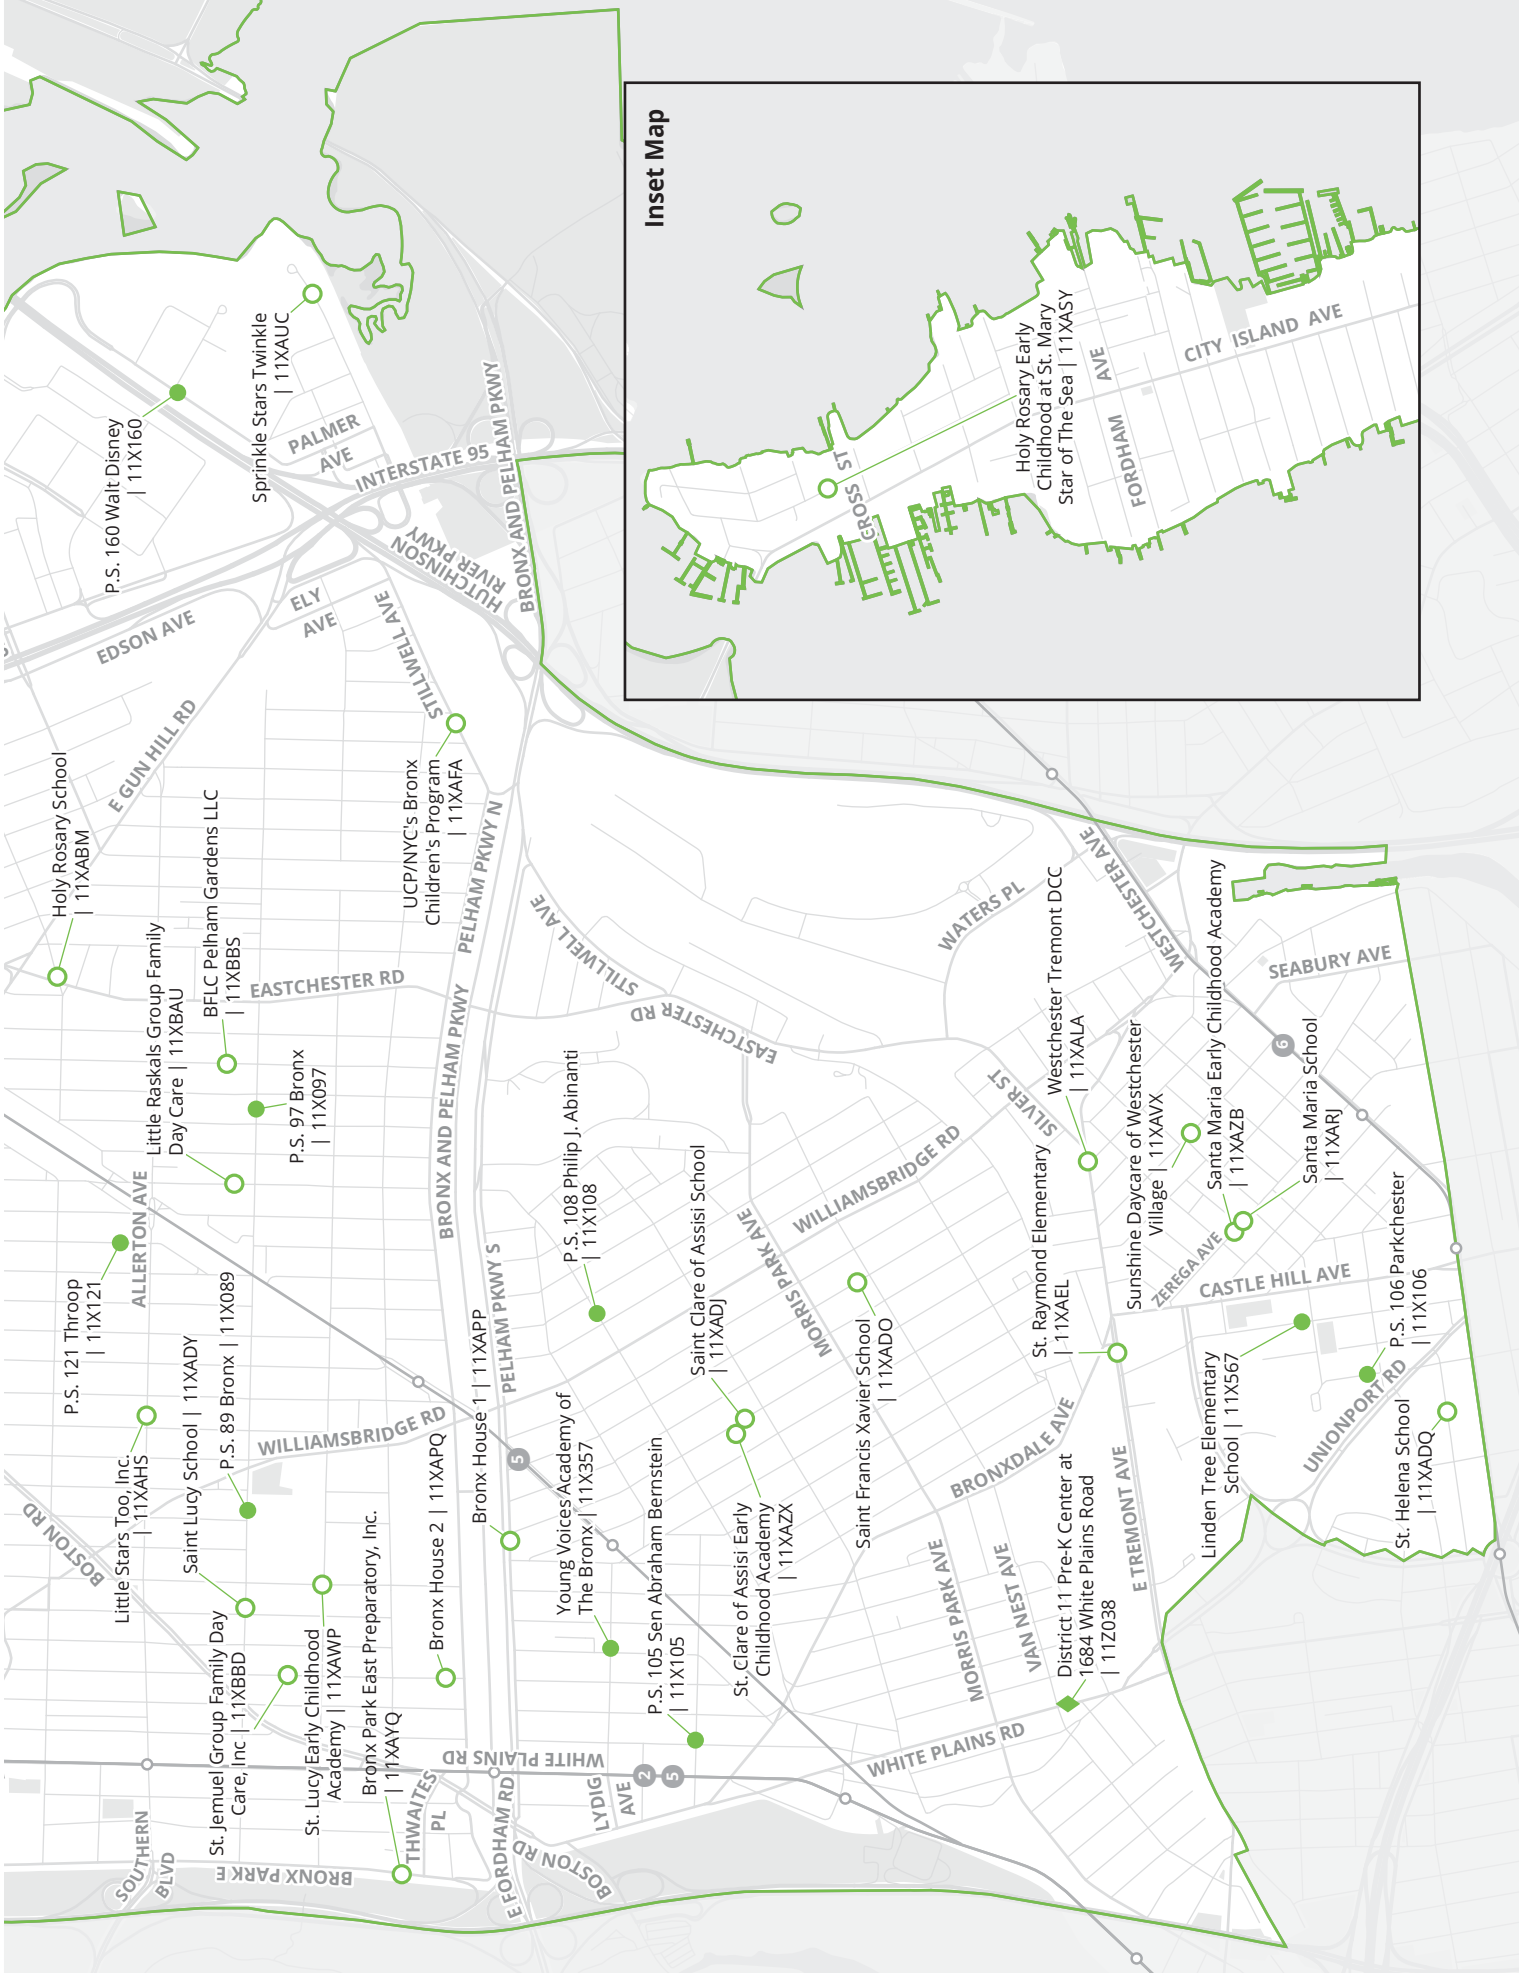 Inset Map
P.S. 160 Walt Disney
| 11X160
Sprinkle Stars Twinkle
| 11XAUC
PALMER
AVE
INTERSTATE 95
HUTCHINSON
RIVER PKWY
BRONX AND PELHAM PKWY
EDSON AVE
ELY
AVE
STILLWELL AVE
E GUN HILL RD
Holy Rosary Early
Childhood at St. Mary
Star of The Sea | 11XASY
CROSS ST
FORDHAM AVE
CITY ISLAND AVE
Holy Rosary School
| 11XABM
BFLC Pelham Gardens LLC
| 11XBBS
Little Raskals Group Family
Day Care | 11XBAU
P.S. 97 Bronx
| 11X097
UCP/NYC's Bronx
Children's Program
| 11XAFA
PELHAM PKWY N
EASTCHESTER RD
BRONX AND PELHAM PKWY
STILLWELL AVE
EASTCHESTER RD
WATERS PL
WESTCHESTER AVE
SEABURY AVE
P.S. 121 Throop
| 11X121
ALLERTON AVE
Little Stars Too, Inc.
| 11XAHS
Saint Lucy School | 11XADY
P.S. 89 Bronx | 11X089
WILLIAMSBRIDGE RD
BOSTON RD
St. Jemuel Group Family Day
Care, Inc | 11XBBD
St. Lucy Early Childhood
Academy | 11XAWP
Bronx Park East Preparatory, Inc.
| 11XAYQ
Bronx House 2 | 11XAPQ
Bronx House 1 | 11XAPP
PELHAM PKWY S
5
P.S. 108 Philip J. Abinanti
| 11X108
Young Voices Academy of
The Bronx | 11X357
P.S. 105 Sen Abraham Bernstein
| 11X105
Saint Clare of Assisi School
| 11XADJ
St. Clare of Assisi Early
Childhood Academy
| 11XAZX
MORRIS PARK AVE
WILLIAMSBRIDGE RD
Saint Francis Xavier School
| 11XADO
SILVER ST
Westchester Tremont DCC
| 11XALA
St. Raymond Elementary
| 11XAEL
Sunshine Daycare of Westchester
Village | 11XAVX
Santa Maria Early Childhood Academy
| 11XAZB
Santa Maria School
| 11XARJ
6
ZEREGA AVE
CASTLE HILL AVE
P.S. 106 Parkchester
| 11X106
Linden Tree Elementary
School | 11X567
UNIONPORT RD
St. Helena School
| 11XADQ
BRONXDALE AVE
E TREMONT AVE
MORRIS PARK AVE
VAN NEST AVE
District 11 Pre-K Center at
1684 White Plains Road
| 11Z038
WHITE PLAINS RD
WHITE PLAINS RD
2
5
LYDIG
AVE
THWAITES
PL
E FORDHAM RD
BOSTON RD
BRONX PARK E
SOUTHERN
BLVD